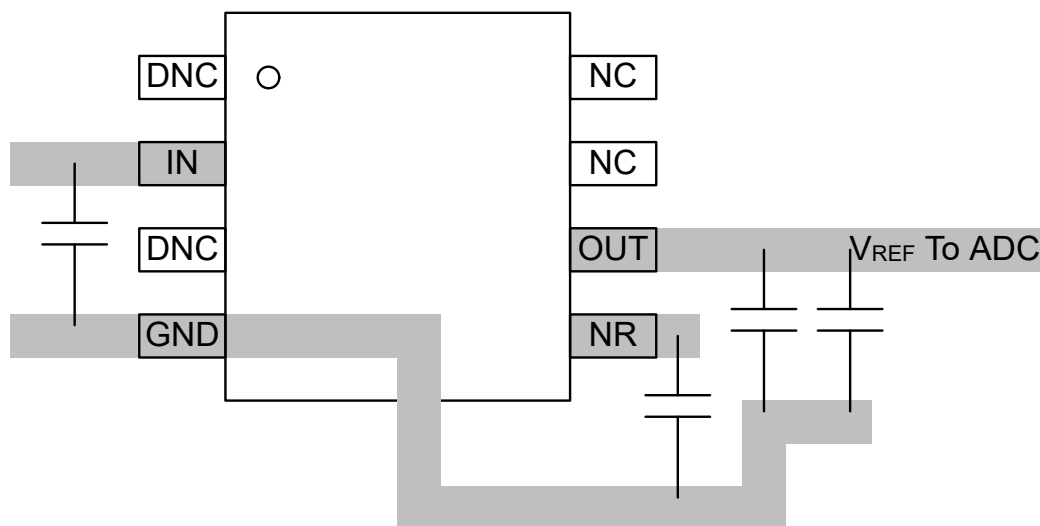 DNC
NC
IN
NC
DNC
OUT
VREF To ADC
GND
NR